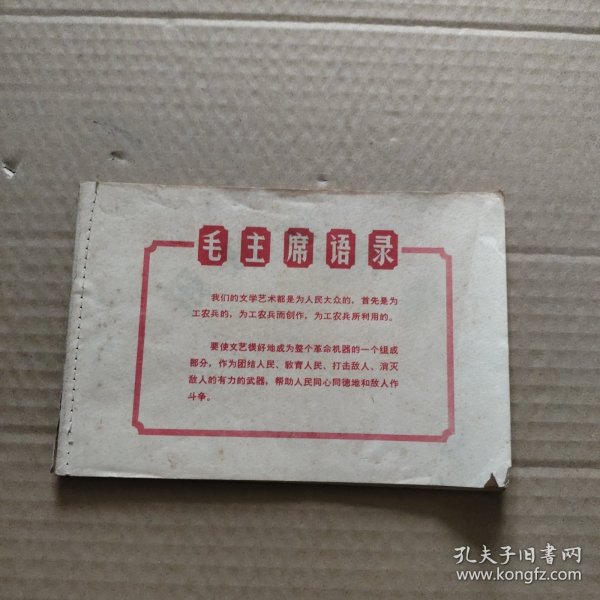 毛主席语录
我们的文学艺术都是为人民大众的，首先是为
工农兵的，为工农兵而创作，为工农兵所利用的。
要使文艺很好地成为整个革命机器的一个组成
部分，作为团结人民、教育人民、打击敌人、消灭
敌人的有力的武器，帮助人民同心同德地和敌人作
斗争。
孔夫子旧书网
www.kongfz.com